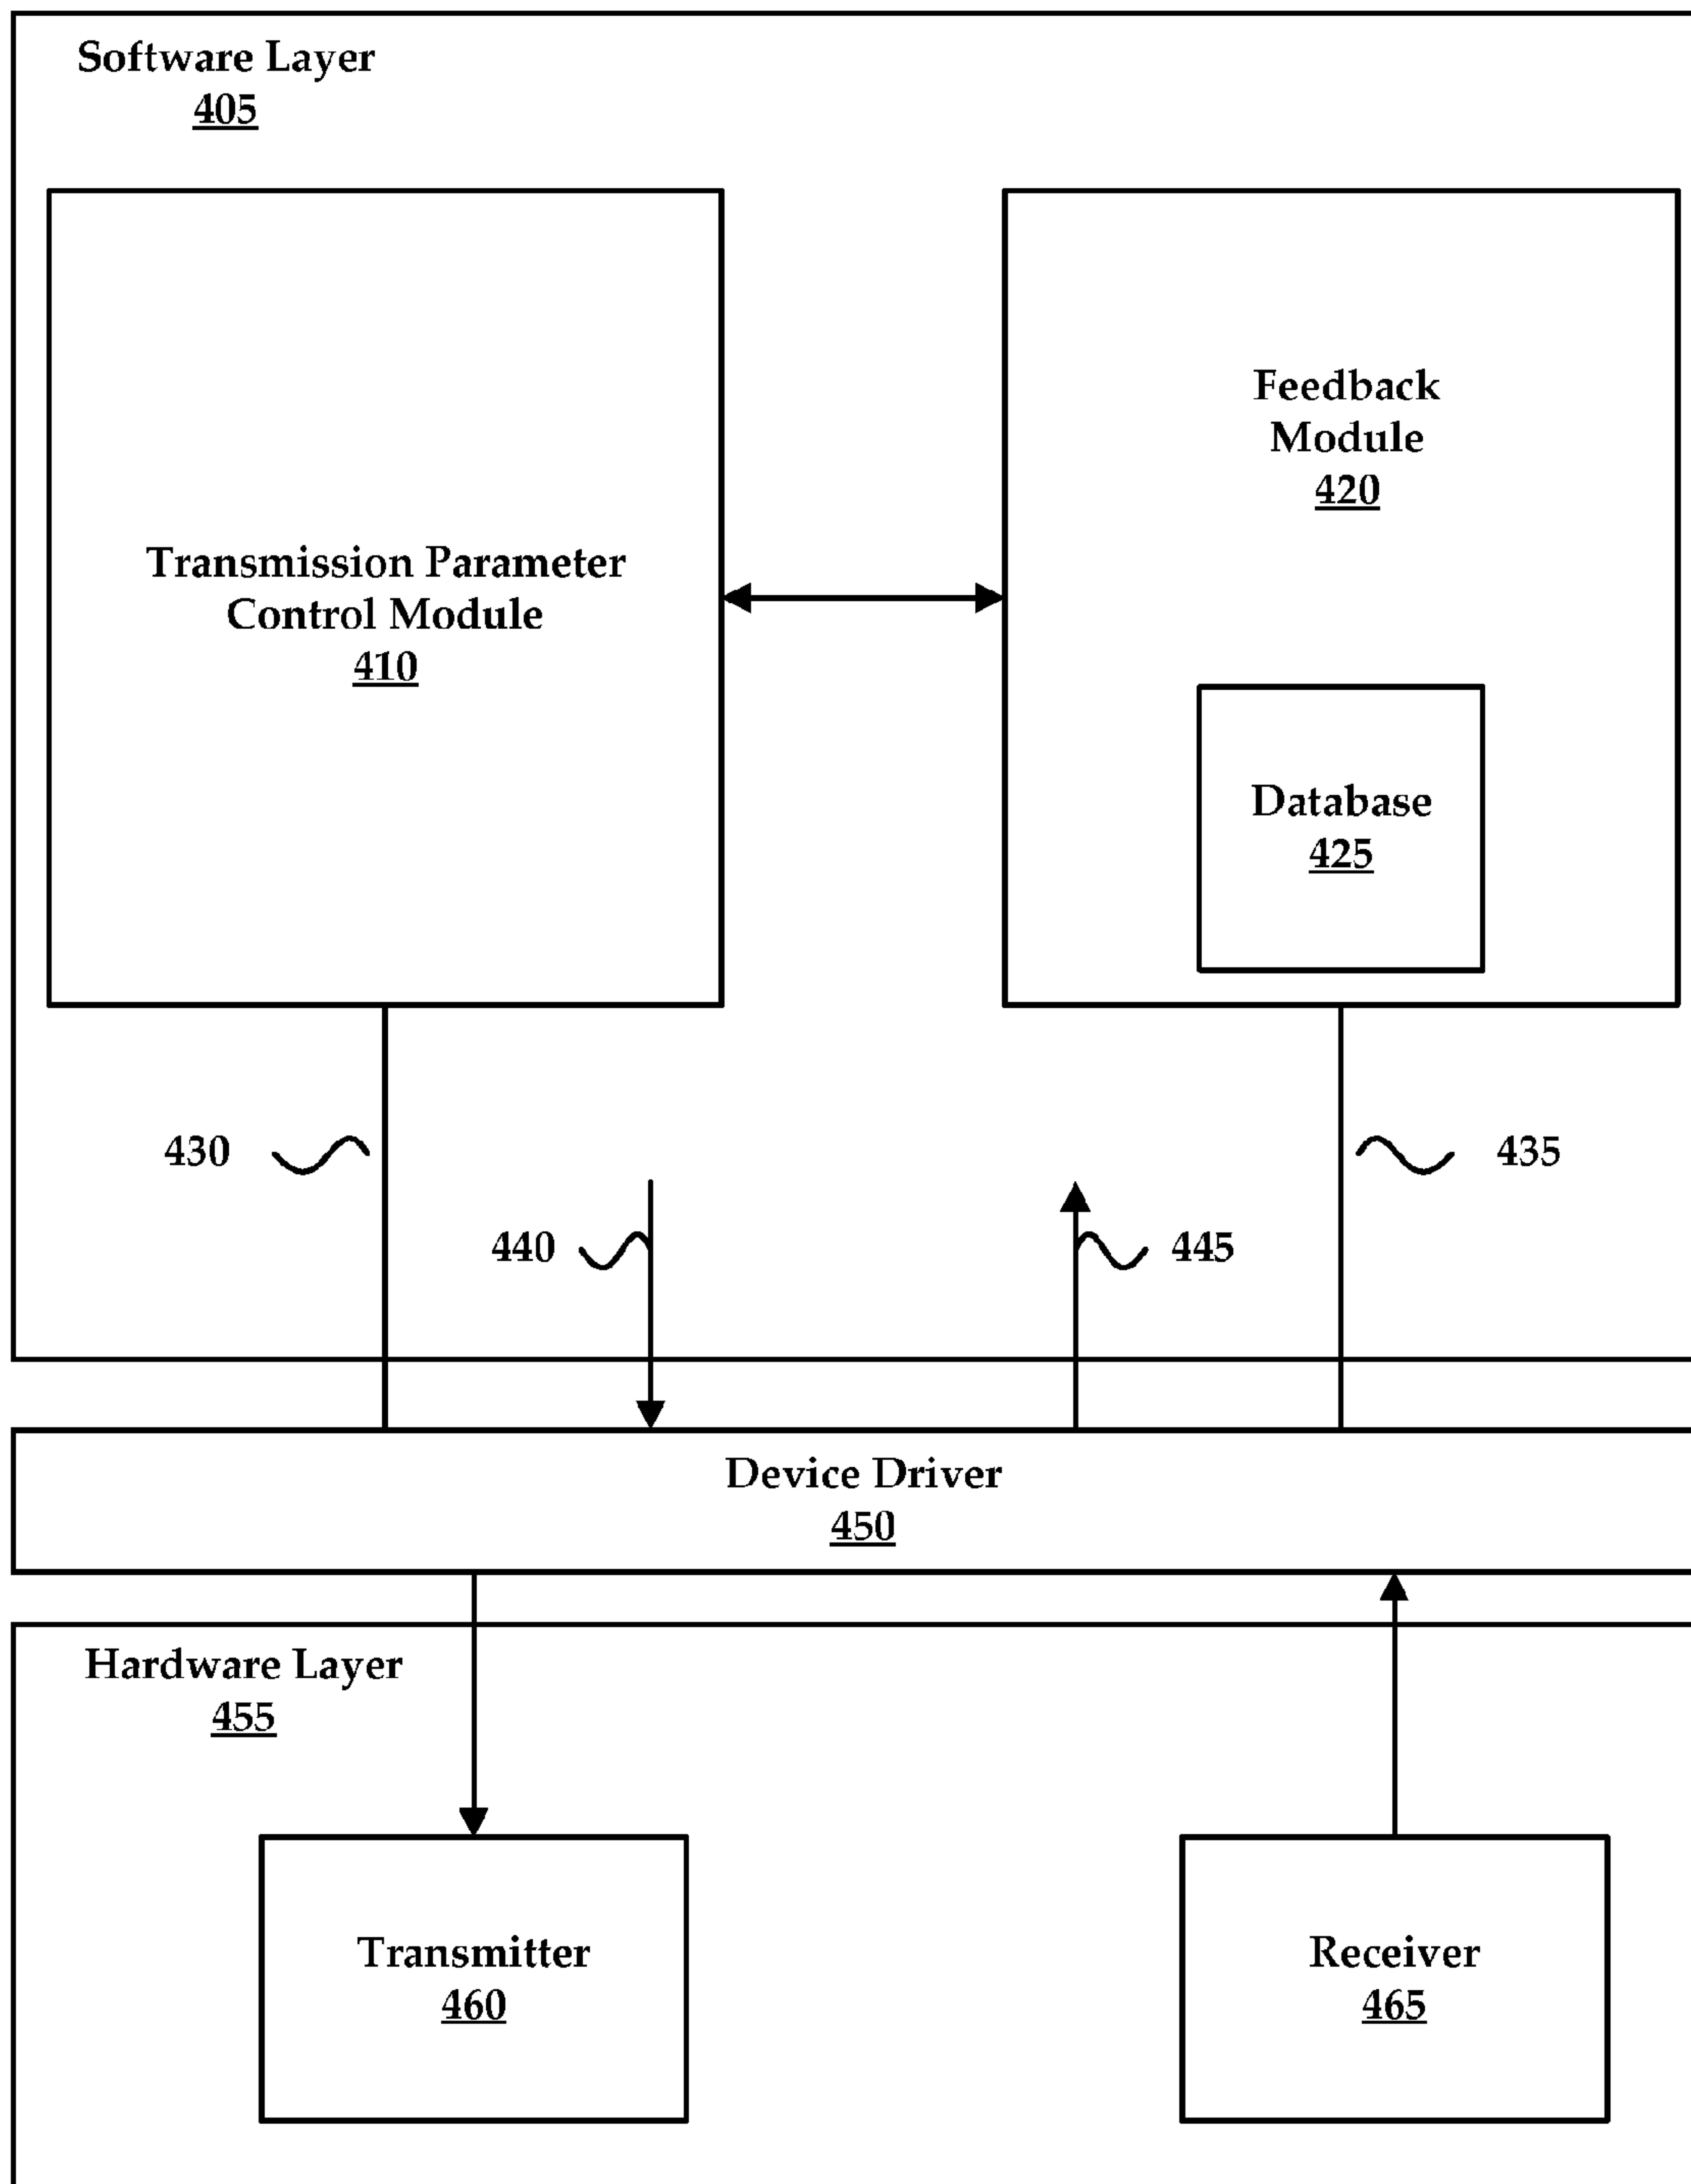 Software Layer
405
Transmission Parameter
Control Module
410
Feedback
Module
420
Database
425
430
435
440
445
Device Driver
450
Hardware Layer
455
Transmitter
460
Receiver
465